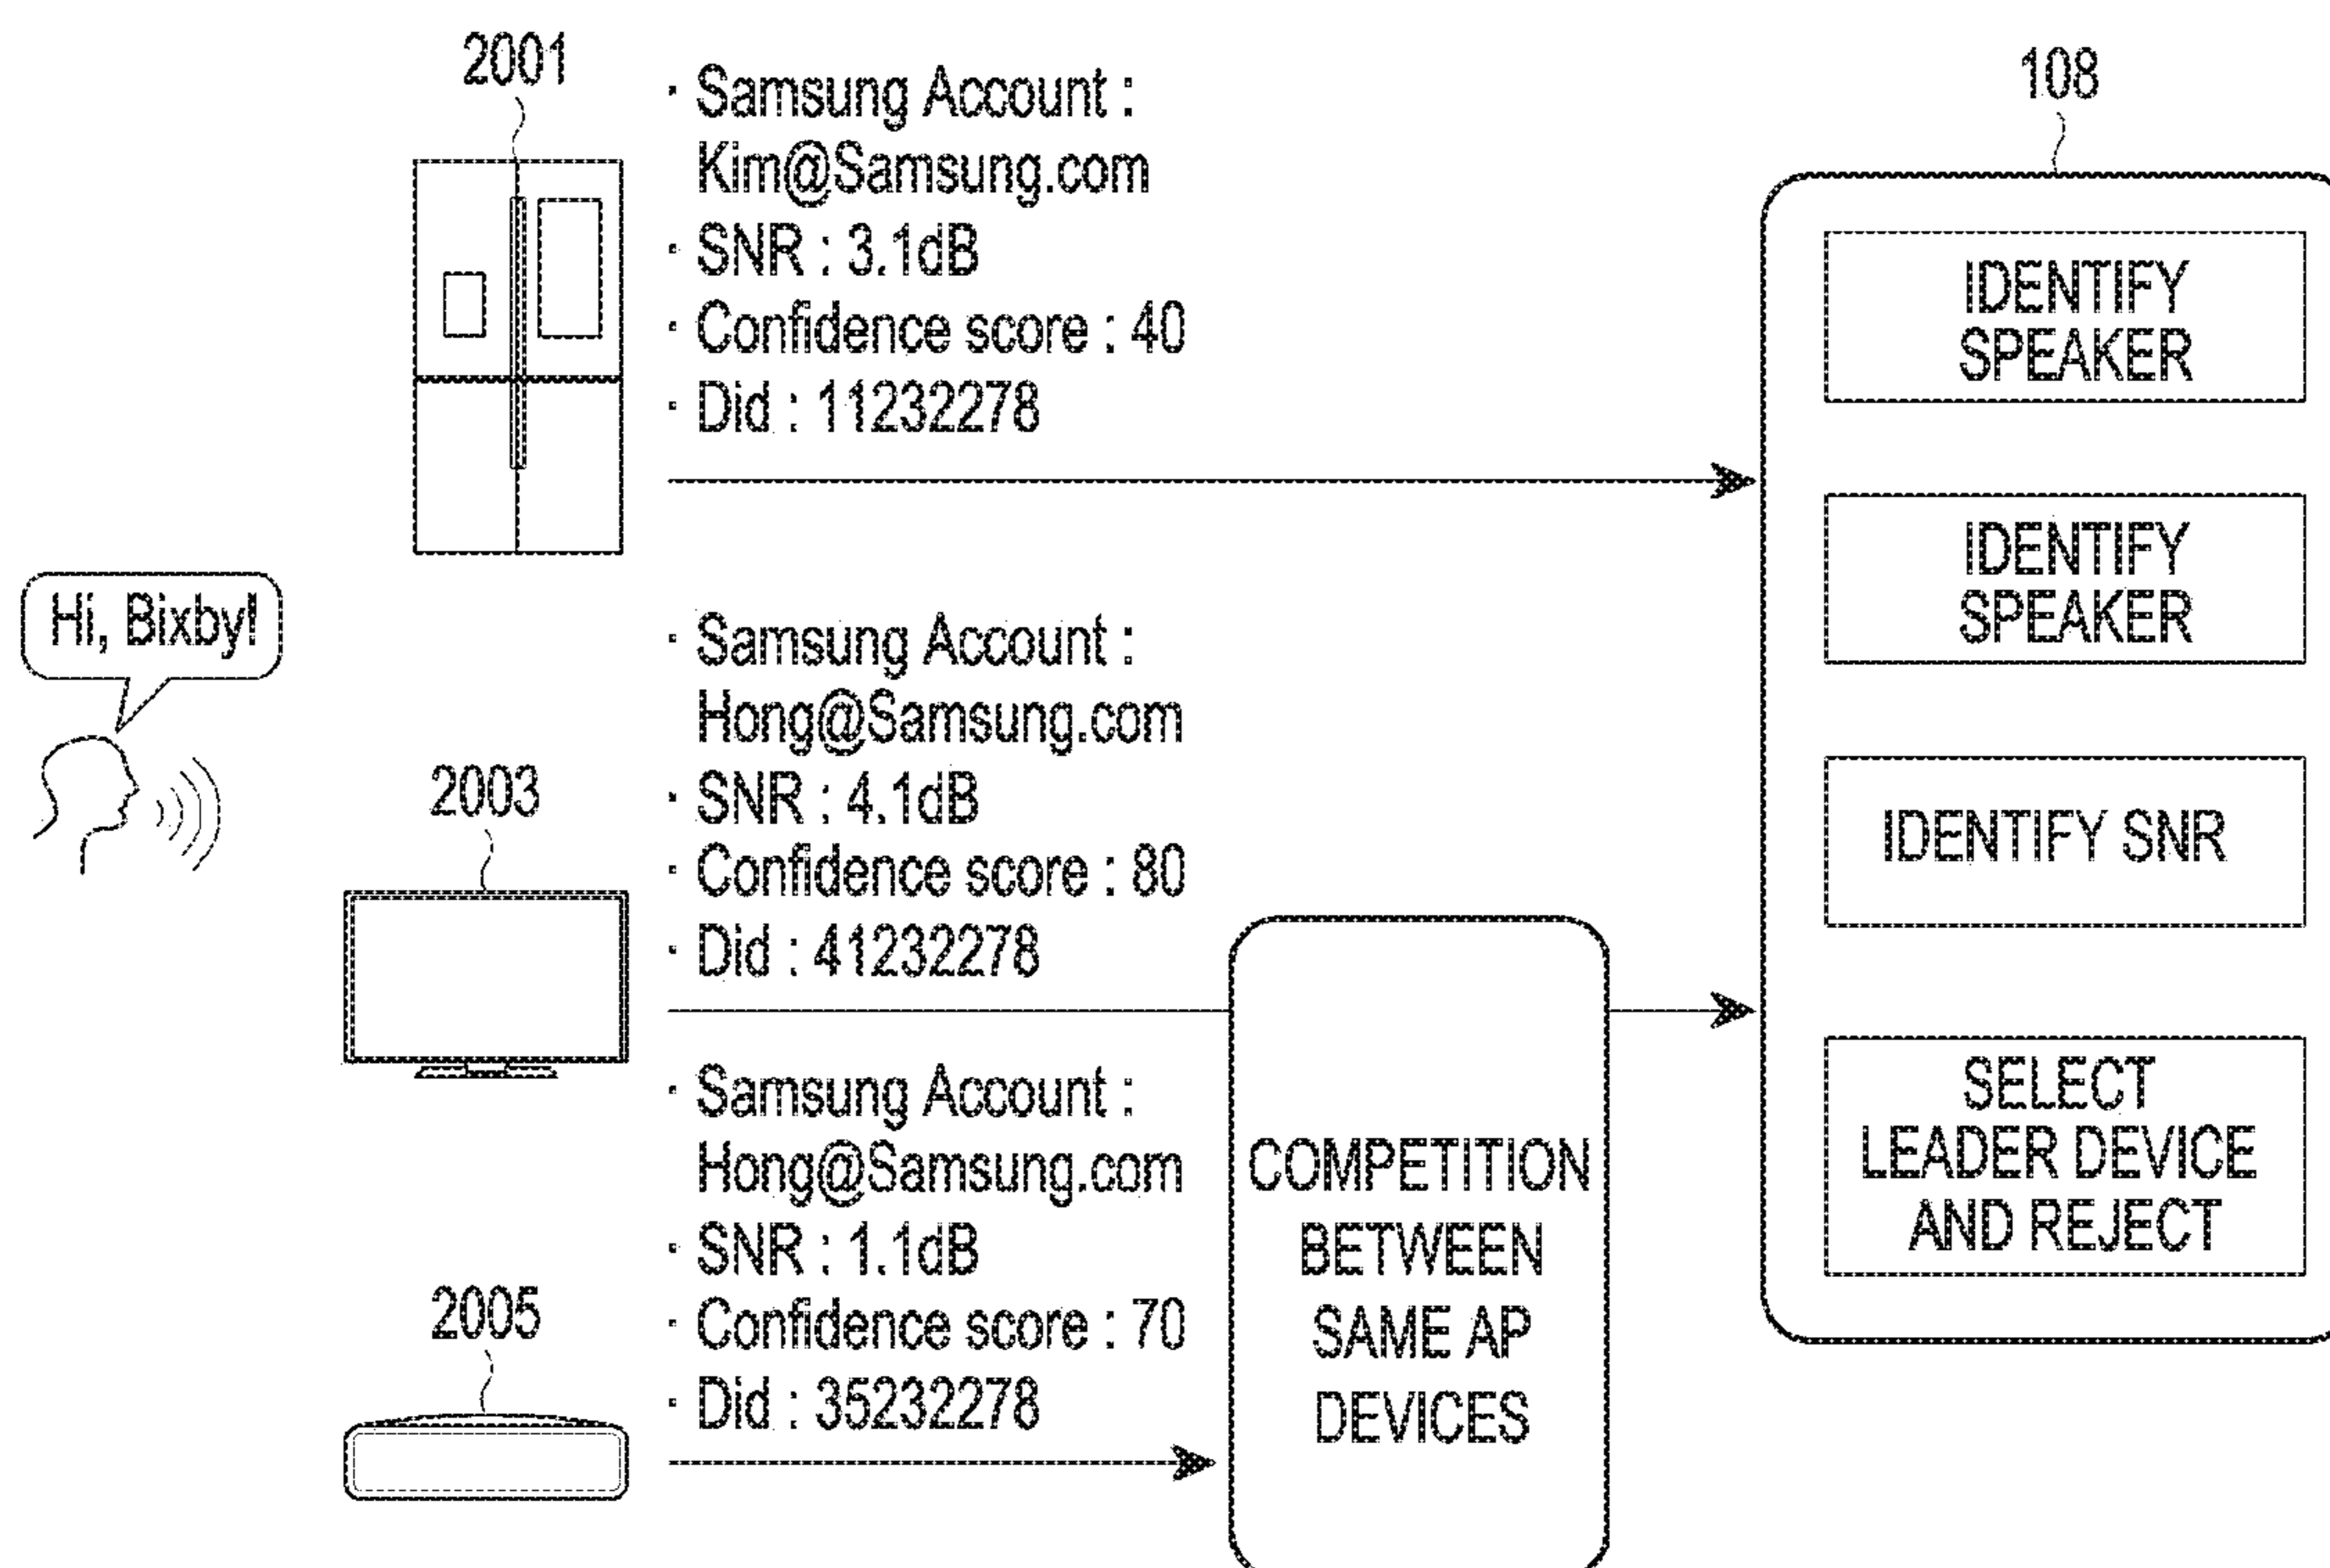 2001
· Samsung Account :
Kim@Samsung.com
· SNR : 3.1dB
· Confidence score : 40
· Did : 11232278
Hi, Bixby!
2003
· Samsung Account :
Hong@Samsung.com
· SNR : 4.1dB
· Confidence score : 80
· Did : 41232278
2005
· Samsung Account :
Hong@Samsung.com
· SNR : 1.1dB
· Confidence score : 70
· Did : 35232278
COMPETITION
BETWEEN
SAME AP
DEVICES
108
IDENTIFY
SPEAKER
IDENTIFY
SPEAKER
IDENTIFY SNR
SELECT
LEADER DEVICE
AND REJECT